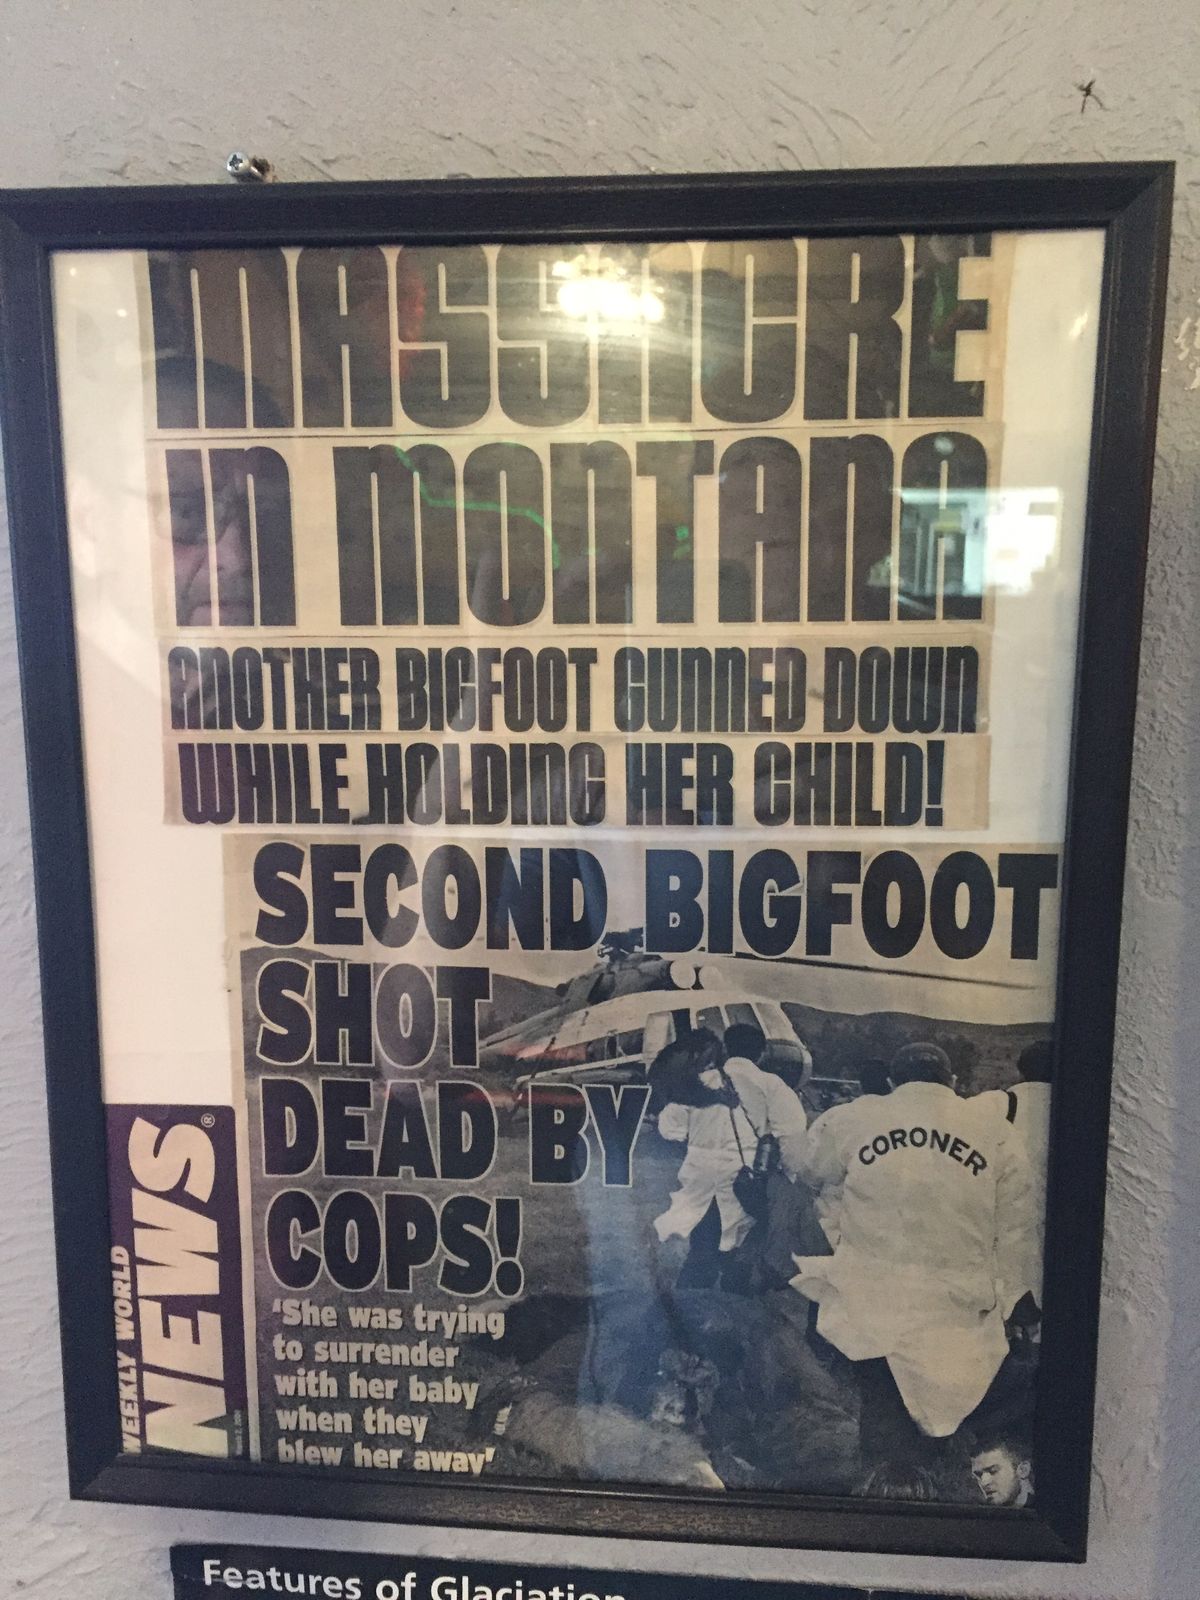 MASSACRE
IN MONTANA
ANOTHER BIGFOOT GUNNED DOWN
WHILE HOLDING HER CHILD!
SECOND BIGFOOT
SHOT
DEAD BY
COPS!
'She was trying
to surrender
with her baby
when they
blew her away'
CORONER
WEEKLY WORLD
NEWS®
Features of Glaciation